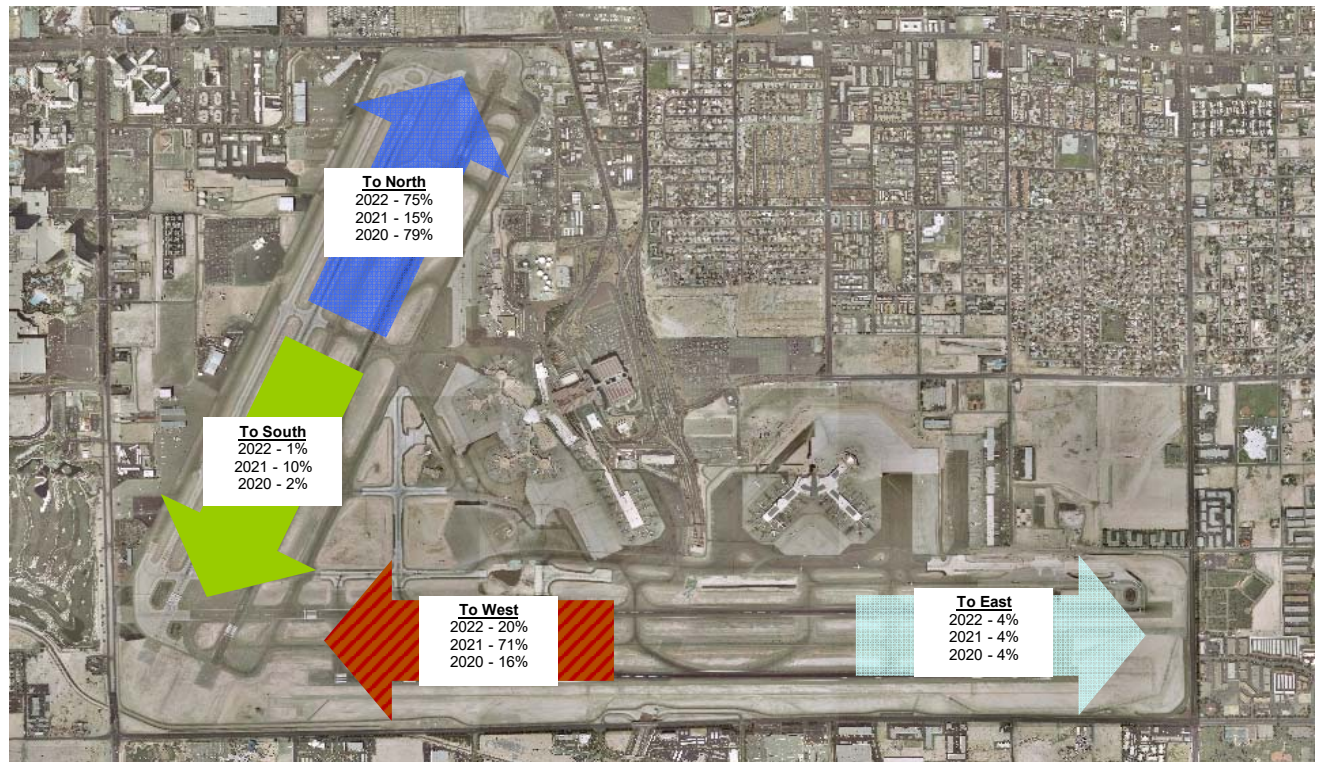 To North
2022 - 75%
2021 - 15%
2020 - 79%
To South
2022 - 1%
2021 - 10%
2020 - 2%
To West
2022 - 20%
2021 - 71%
2020 - 16%
To East
2022 - 4%
2021 - 4%
2020 - 4%